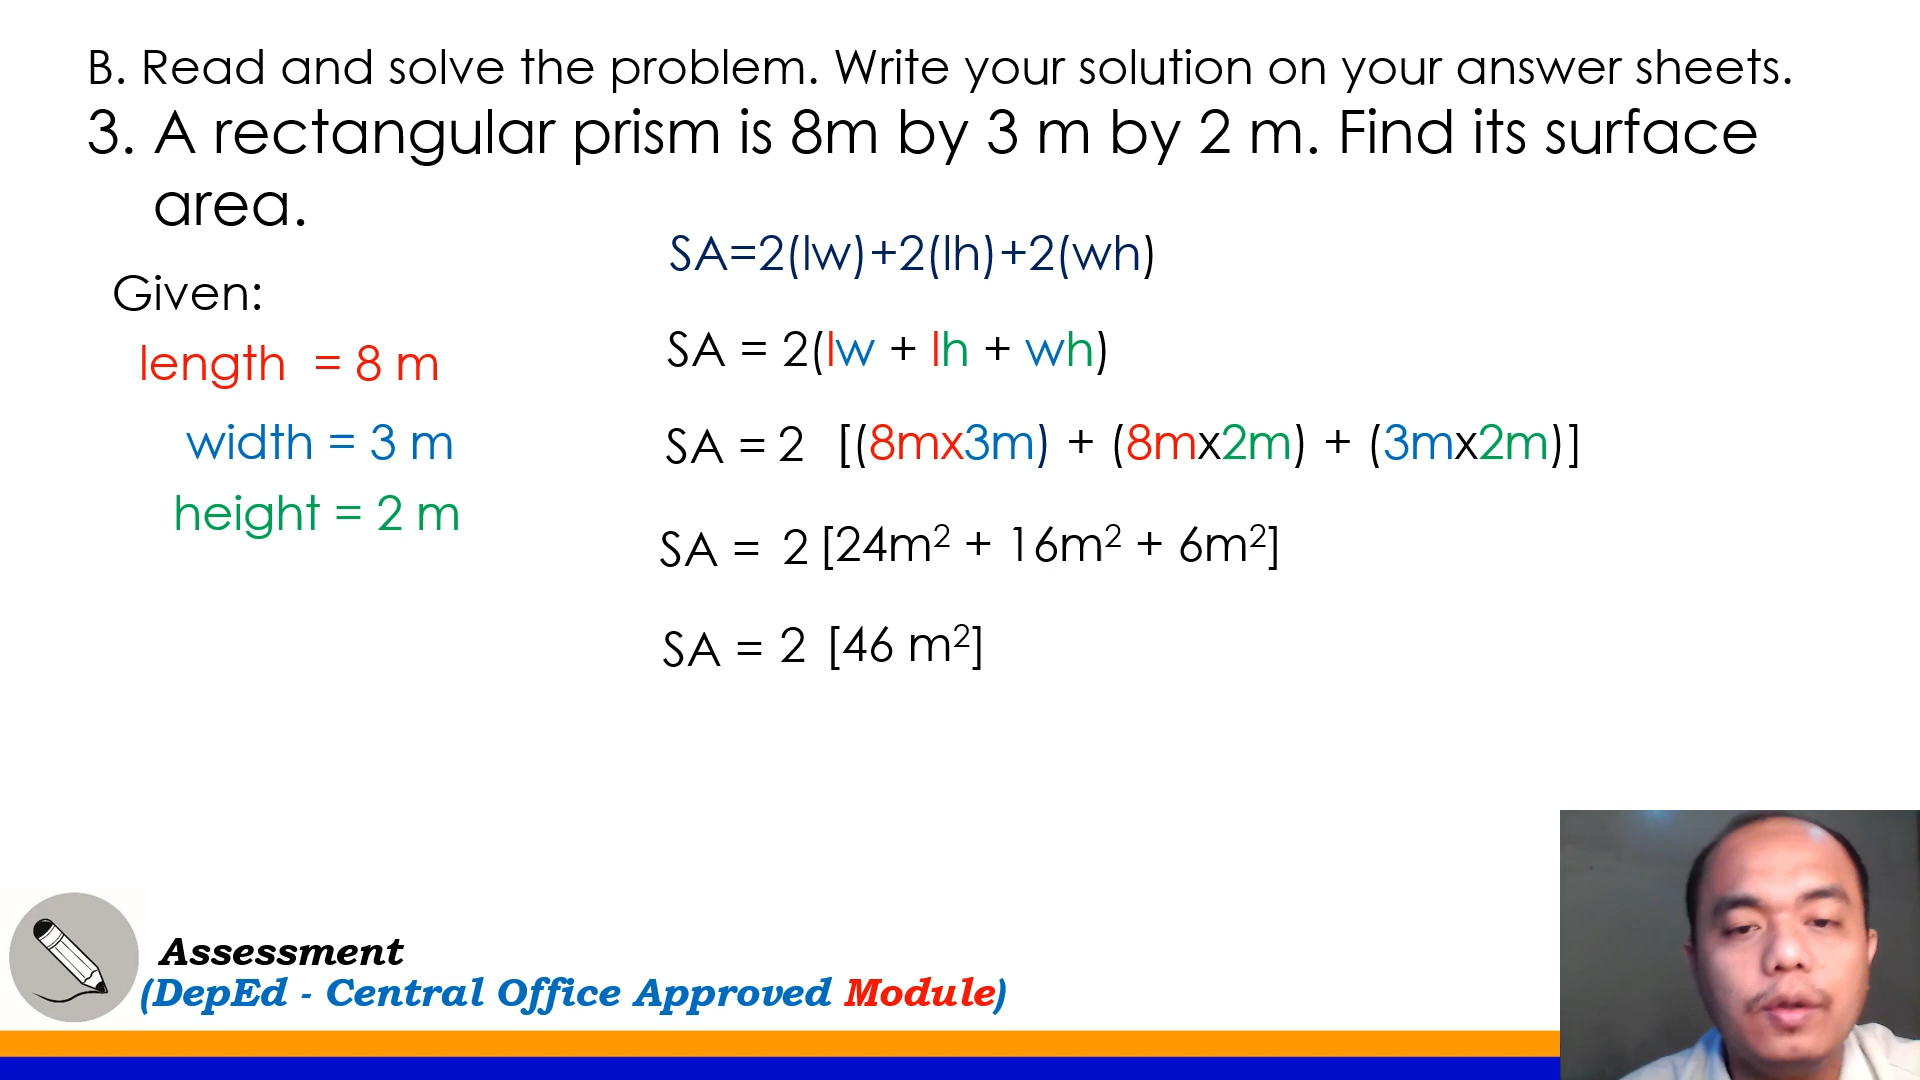 B. Read and solve the problem. Write your solution on your answer sheets.
3. A rectangular prism is 8m by 3 m by 2 m. Find its surface
area.
Given:
length = 8 m
width = 3 m
height = 2 m
SA=2(lw)+2(lh)+2(wh)
SA = 2(lw + lh + wh)
SA = 2 [(8mx3m) + (8mx2m) + (3mx2m)]
SA = 2 [24m² + 16m² + 6m²]
SA = 2 [46 m²]
Assessment
(DepEd - Central Office Approved Module)